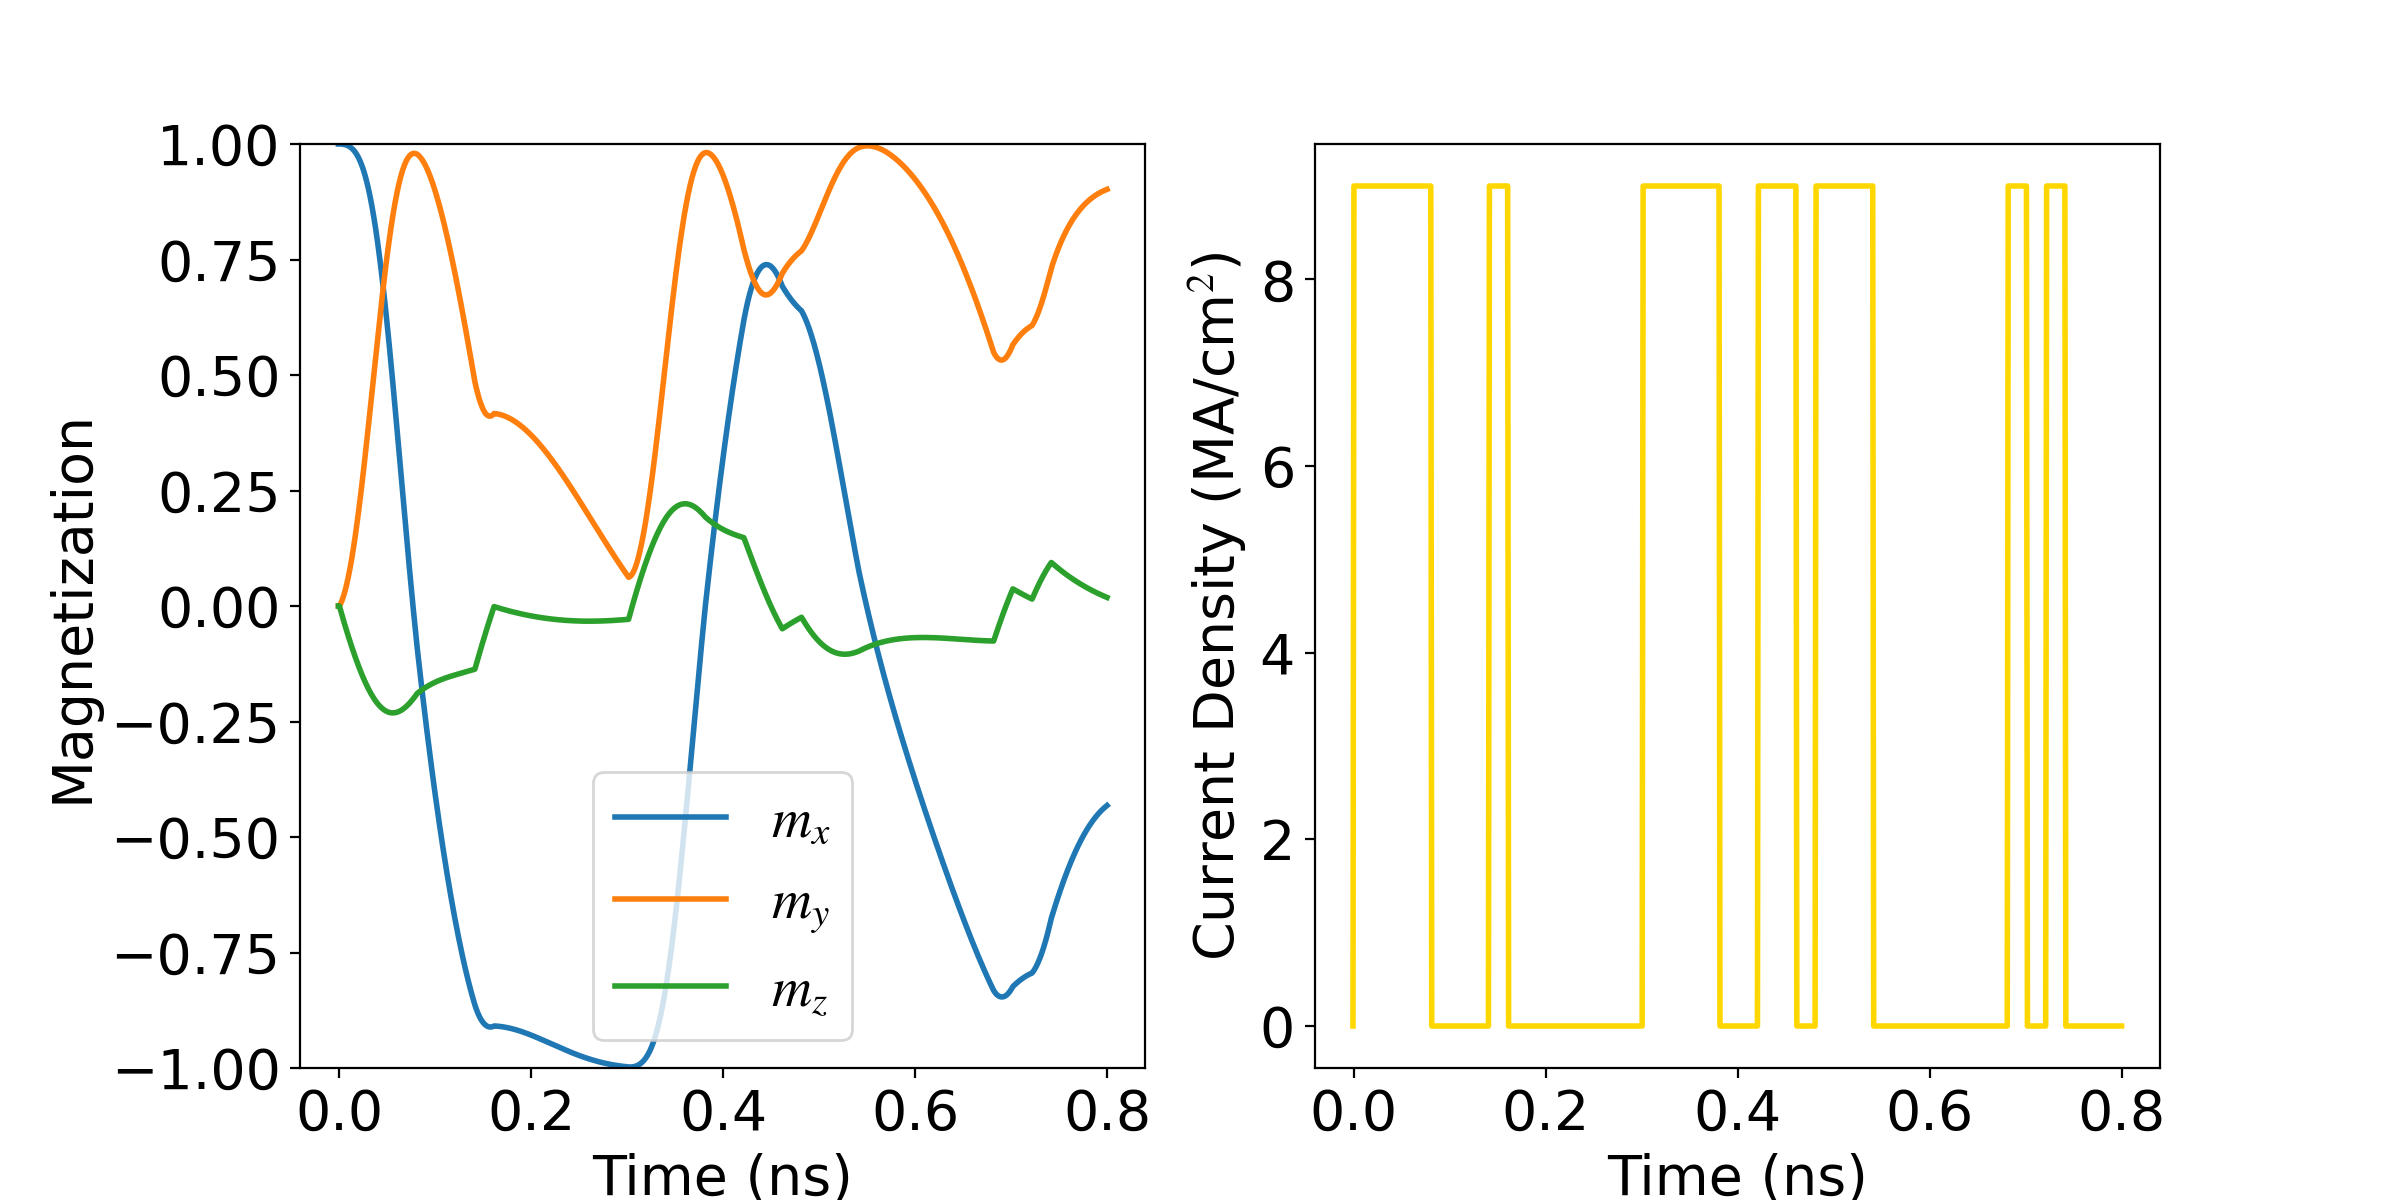 Magnetization
1.00
0.75
0.50
0.25
0.00
−0.25
−0.50
−0.75
−1.00
0.0 0.2 0.4 0.6 0.8
Time (ns)
m_x
m_y
m_z
Current Density (MA/cm²)
8
6
4
2
0
0.0 0.2 0.4 0.6 0.8
Time (ns)